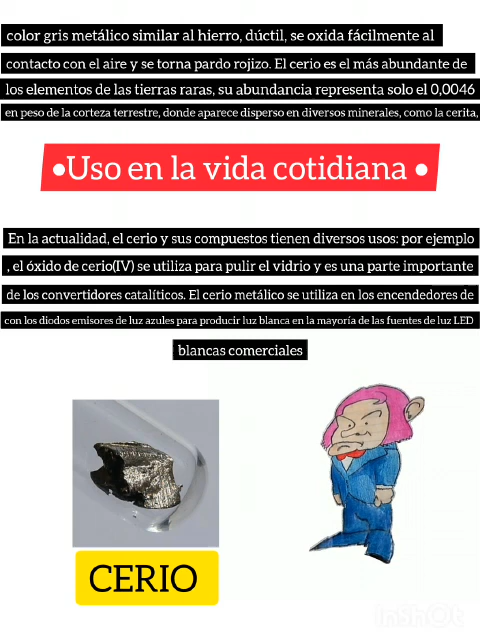 color gris metálico similar al hierro, dúctil, se oxida fácilmente al
contacto con el aire y se torna pardo rojizo. El cerio es el más abundante de
los elementos de las tierras raras, su abundancia representa solo el 0,0046
en peso de la corteza terrestre, donde aparece disperso en diversos minerales, como la cerita,
•Uso en la vida cotidiana •
En la actualidad, el cerio y sus compuestos tienen diversos usos: por ejemplo
, el óxido de cerio(IV) se utiliza para pulir el vidrio y es una parte importante
de los convertidores catalíticos. El cerio metálico se utiliza en los encendedores de
con los diodos emisores de luz azules para producir luz blanca en la mayoría de las fuentes de luz LED
blancas comerciales
CERIO
InShOt